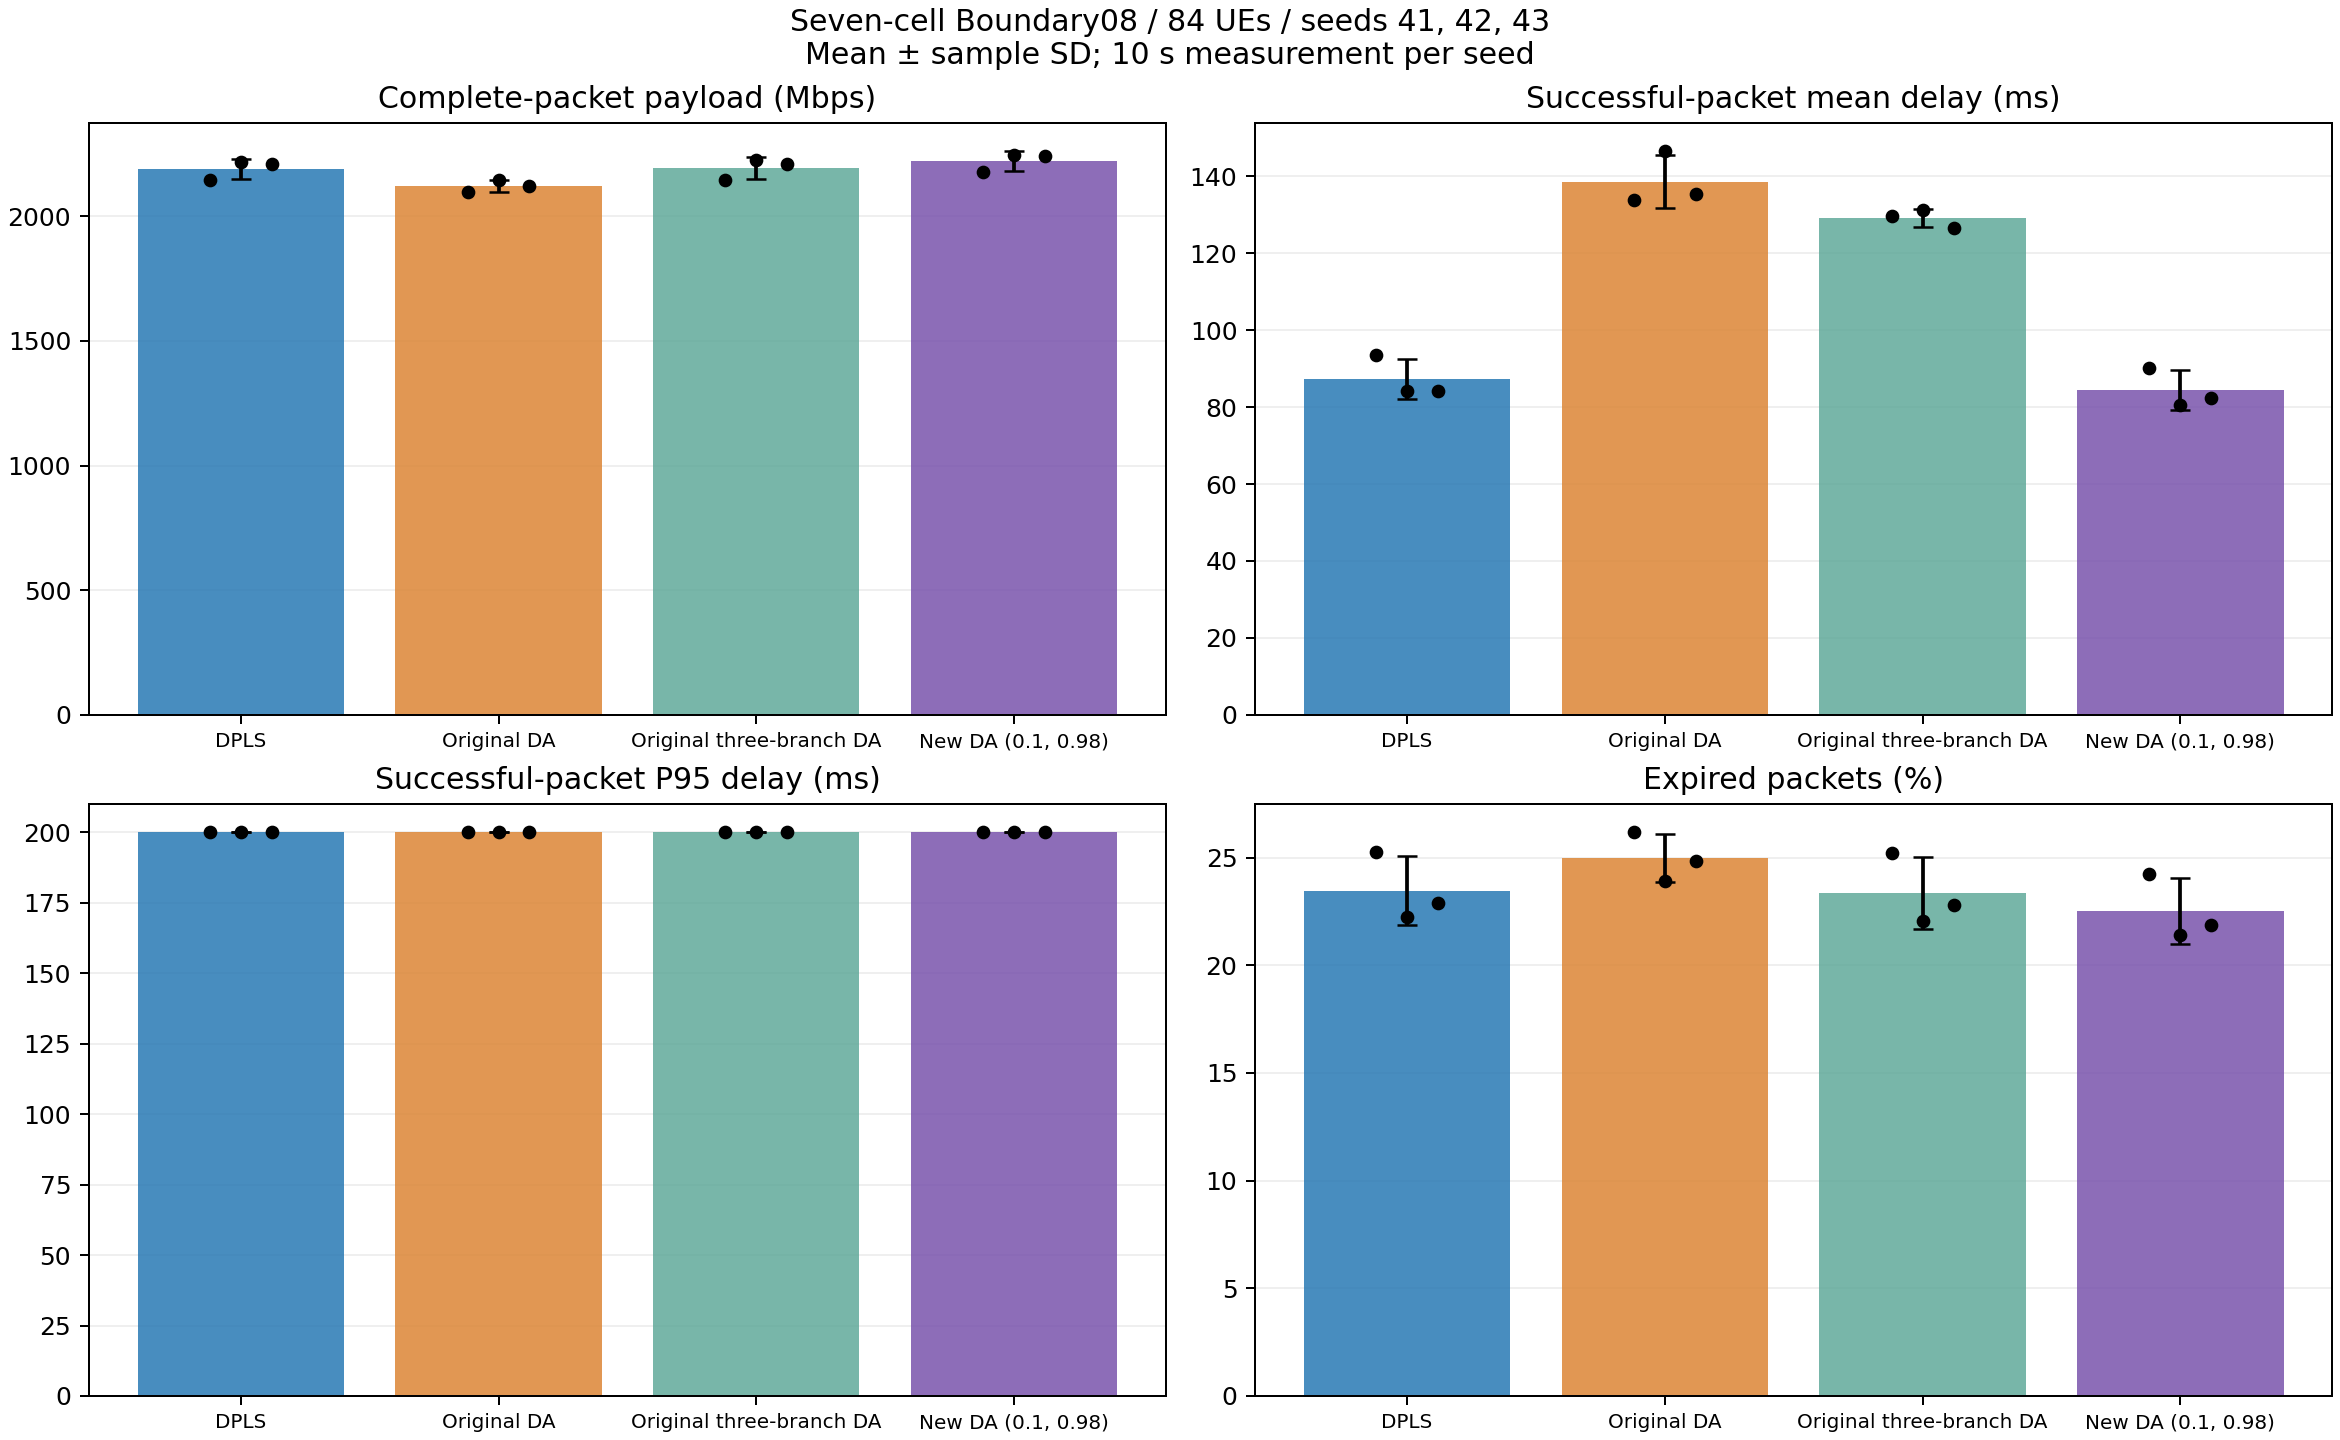 Seven-cell Boundary08 / 84 UEs / seeds 41, 42, 43
Mean ± sample SD; 10 s measurement per seed
Complete-packet payload (Mbps)
2000
1500
1000
500
0
DPLS
Original DA
Original three-branch DA
New DA (0.1, 0.98)
Successful-packet mean delay (ms)
140
120
100
80
60
40
20
0
DPLS
Original DA
Original three-branch DA
New DA (0.1, 0.98)
Successful-packet P95 delay (ms)
200
175
150
125
100
75
50
25
0
DPLS
Original DA
Original three-branch DA
New DA (0.1, 0.98)
Expired packets (%)
25
20
15
10
5
0
DPLS
Original DA
Original three-branch DA
New DA (0.1, 0.98)